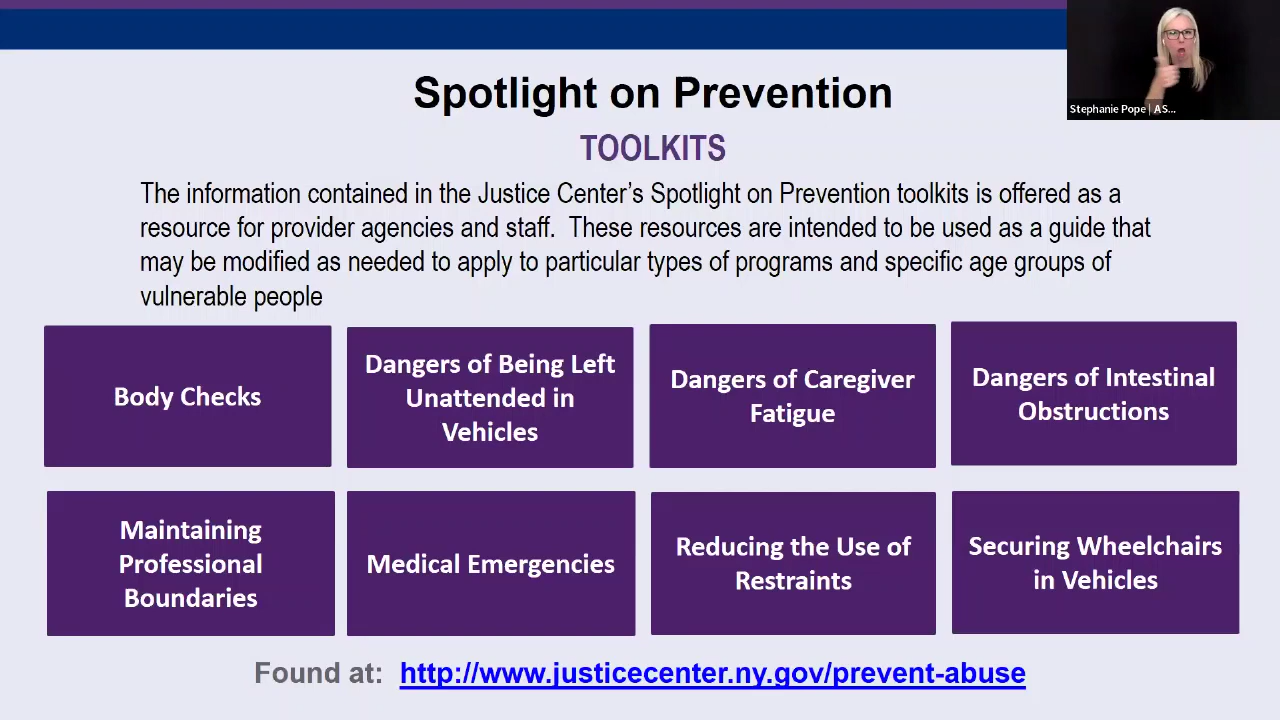 Spotlight on Prevention
Stephanie Pope | AS...
TOOLKITS
The information contained in the Justice Center’s Spotlight on Prevention toolkits is offered as a
resource for provider agencies and staff.  These resources are intended to be used as a guide that
may be modified as needed to apply to particular types of programs and specific age groups of
vulnerable people
Body Checks
Dangers of Being Left
Unattended in
Vehicles
Dangers of Caregiver
Fatigue
Dangers of Intestinal
Obstructions
Maintaining
Professional
Boundaries
Medical Emergencies
Reducing the Use of
Restraints
Securing Wheelchairs
in Vehicles
Found at:  http://www.justicecenter.ny.gov/prevent-abuse